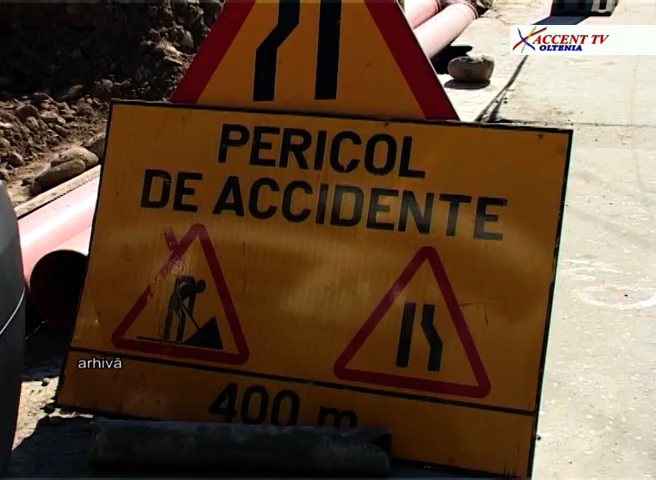 ACCENT TV
OLTENIA
PERICOL
DE ACCIDENTE
arhivă
400 m